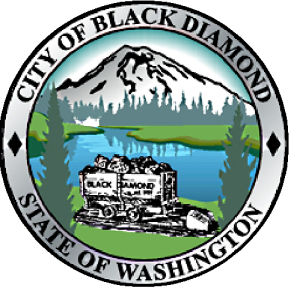 CITY OF BLACK DIAMOND
BLACK DIAMOND
STATE OF WASHINGTON